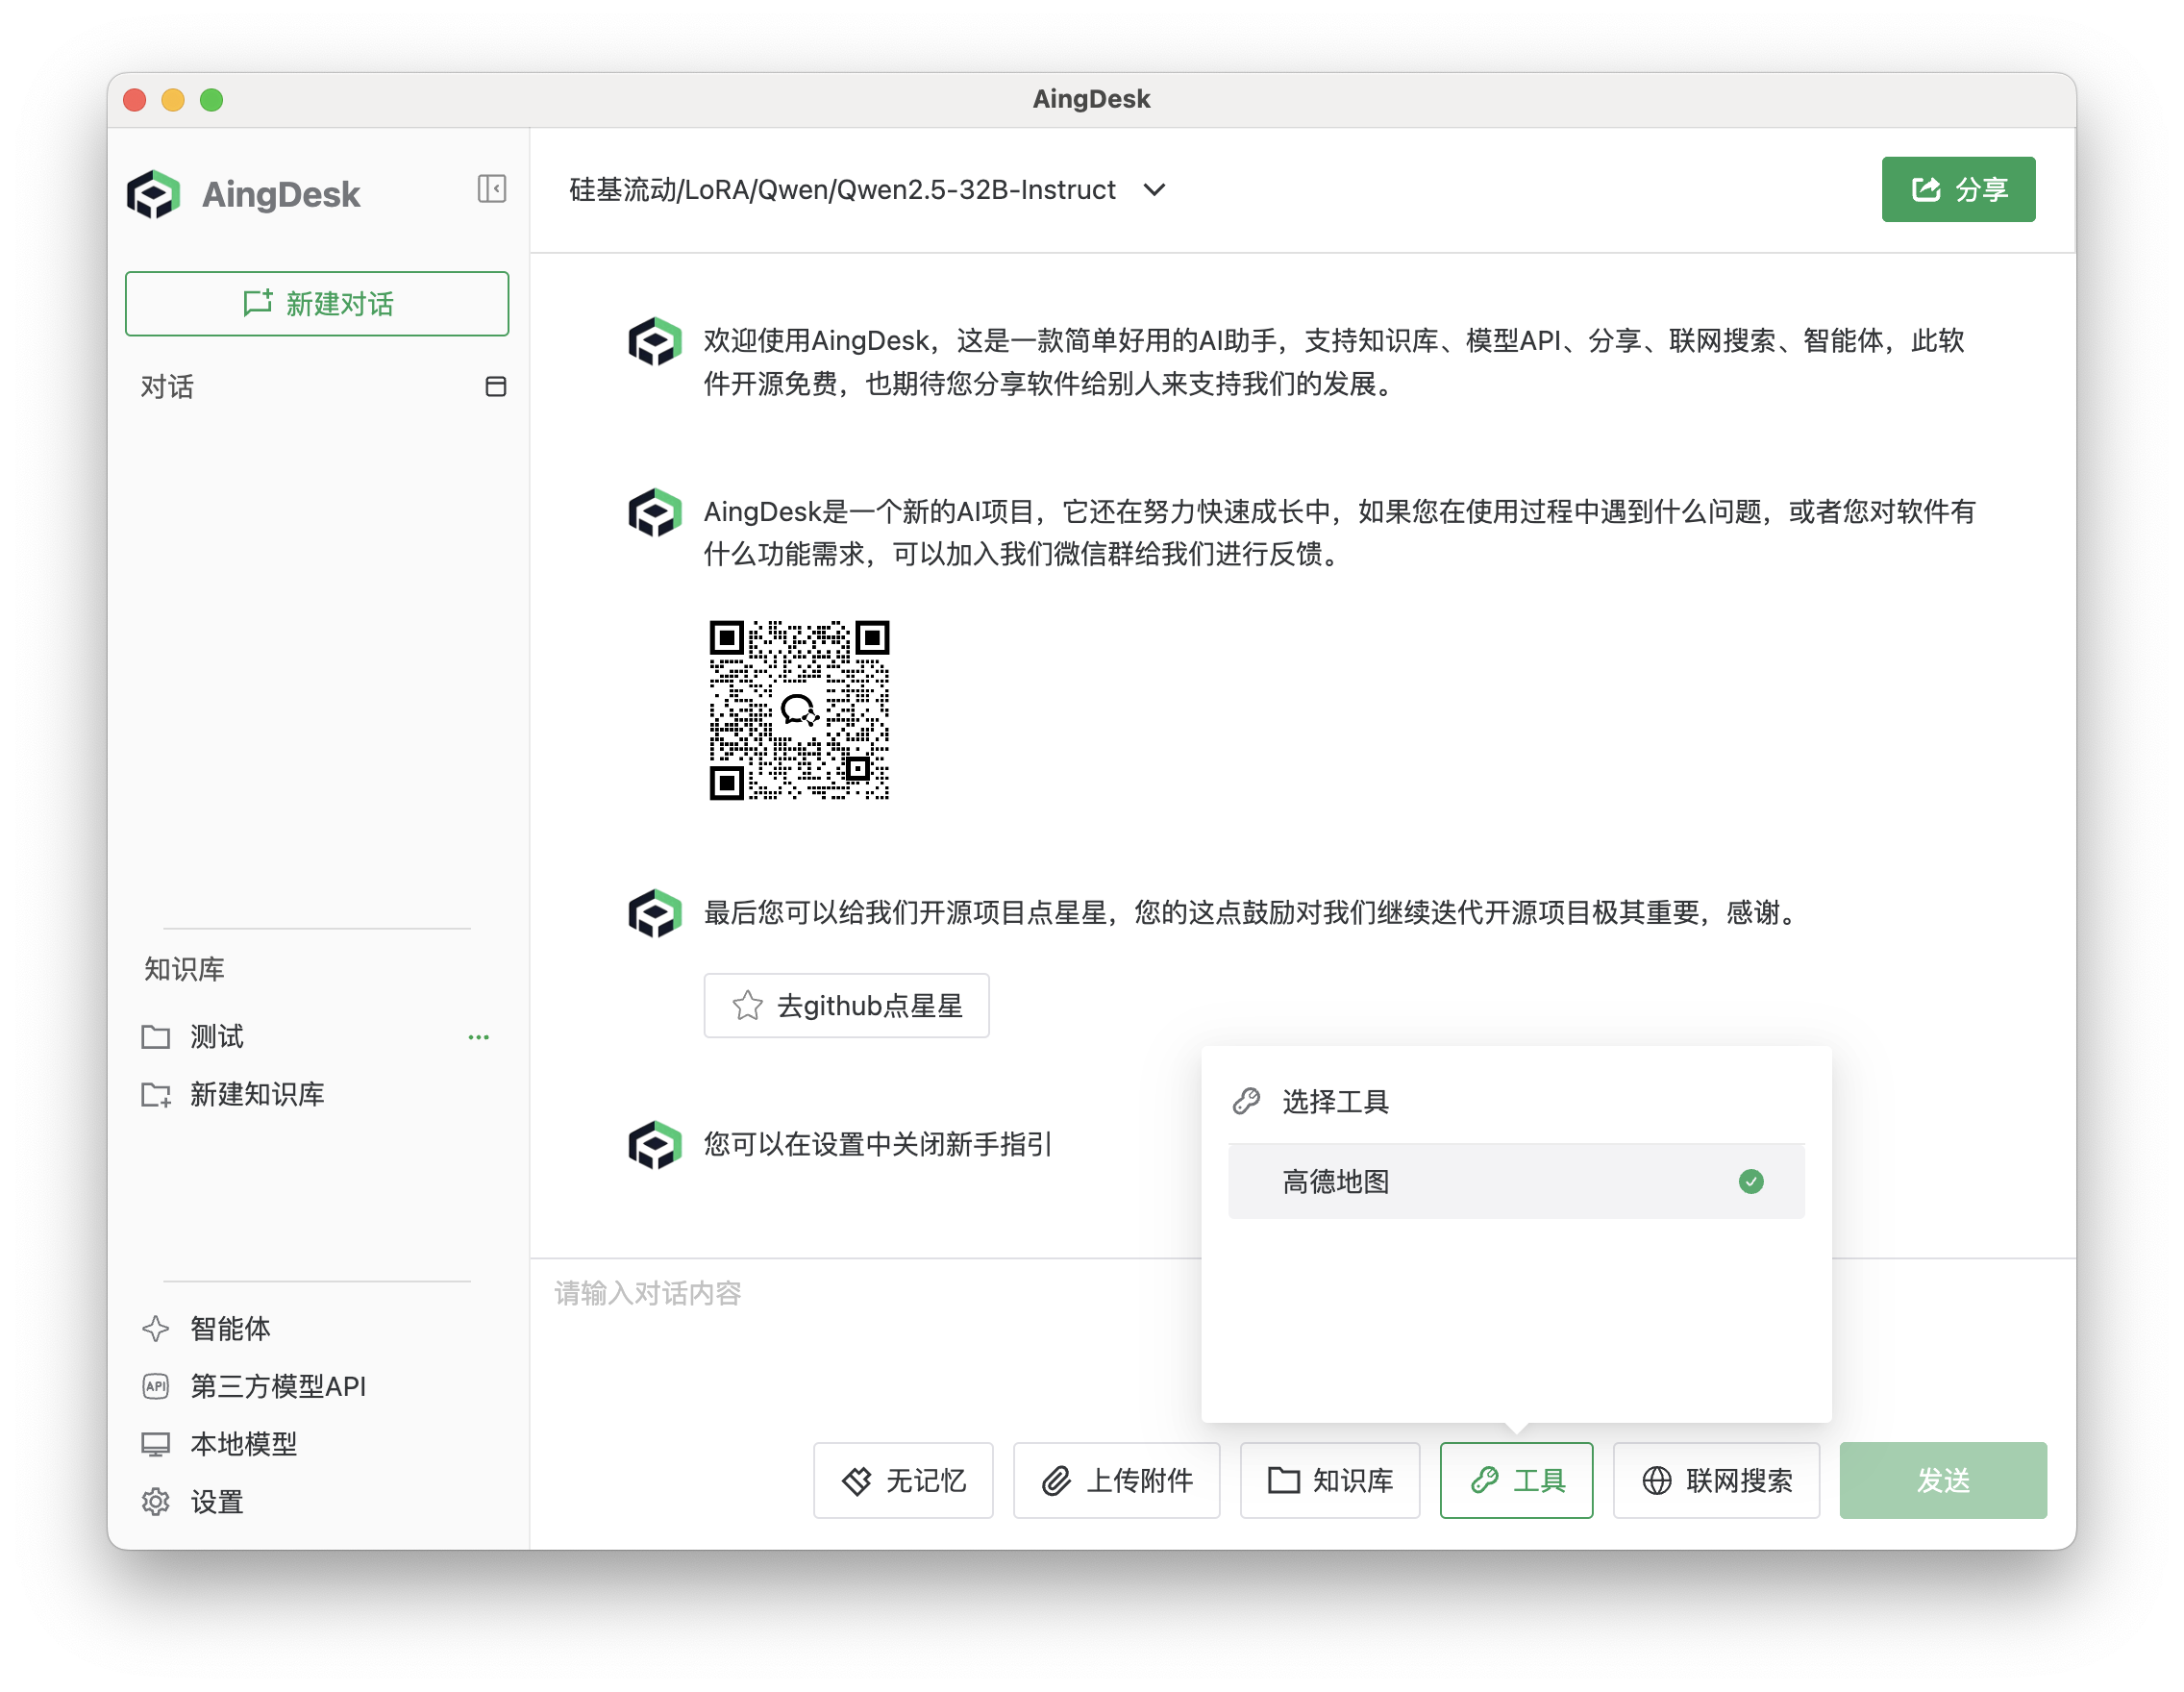 AingDesk
AingDesk
新建对话
对话
知识库
测试
新建知识库
智能体
API
第三方模型API
本地模型
设置
硅基流动/LoRA/Qwen/Qwen2.5-32B-Instruct
分享
欢迎使用AingDesk，这是一款简单好用的AI助手，支持知识库、模型API、分享、联网搜索、智能体，此软
件开源免费，也期待您分享软件给别人来支持我们的发展。
AingDesk是一个新的AI项目，它还在努力快速成长中，如果您在使用过程中遇到什么问题，或者您对软件有
什么功能需求，可以加入我们微信群给我们进行反馈。
最后您可以给我们开源项目点星星，您的这点鼓励对我们继续迭代开源项目极其重要，感谢。
去github点星星
您可以在设置中关闭新手指引
选择工具
高德地图
请输入对话内容
无记忆
上传附件
知识库
工具
联网搜索
发送